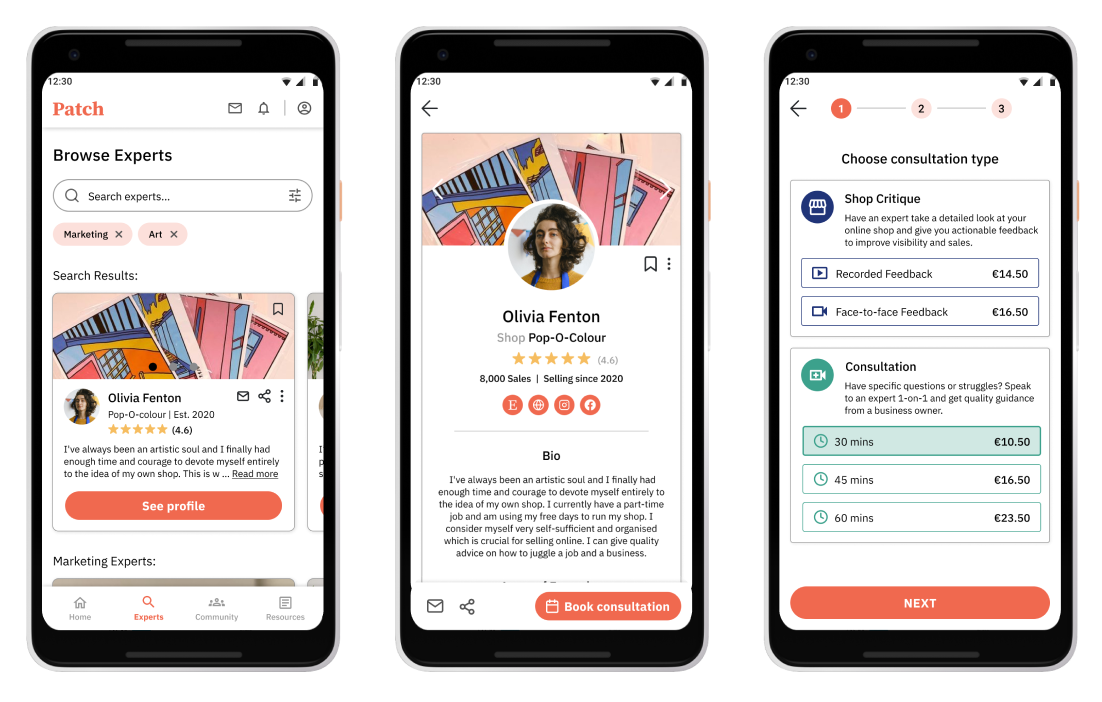 12:30
Patch
Browse Experts
Search experts...
Marketing
Art
Search Results:
Olivia Fenton
Pop-O-colour | Est. 2020
(4.6)
I've always been an artistic soul and I finally had
enough time and courage to devote myself entirely
to the idea of my own shop. This is w ... Read more
See profile
Marketing Experts:
Home
Experts
Community
Resources
12:30
Olivia Fenton
Shop Pop-O-Colour
(4.6)
8,000 Sales | Selling since 2020
E
Bio
I've always been an artistic soul and I finally had
enough time and courage to devote myself entirely to
the idea of my own shop. I currently have a part-time
job and am using my free days to run my shop. I
consider myself very self-sufficient and organised
which is crucial for selling online. I can give quality
advice on how to juggle a job and a business.
Book consultation
12:30
1 2 3
Choose consultation type
Shop Critique
Have an expert take a detailed look at your
online shop and give you actionable feedback
to improve visibility and sales.
Recorded Feedback €14.50
Face-to-face Feedback €16.50
Consultation
Have specific questions or struggles? Speak
to an expert 1-on-1 and get quality guidance
from a business owner.
30 mins €10.50
45 mins €16.50
60 mins €23.50
NEXT